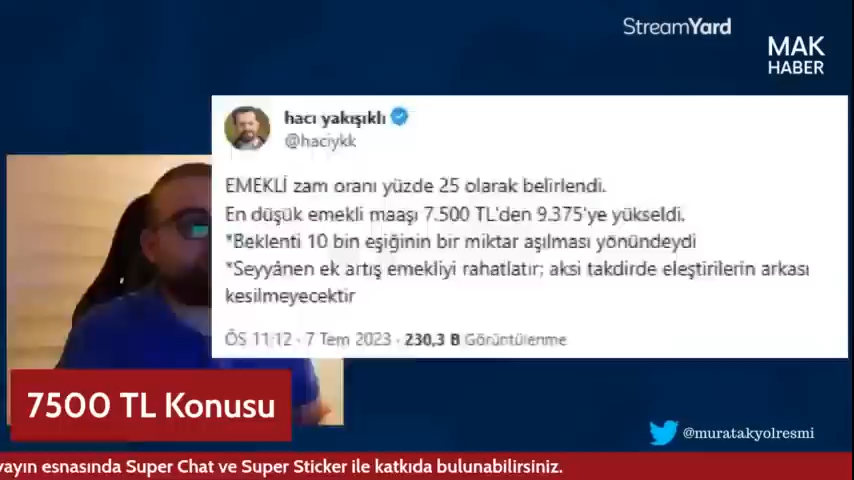 StreamYard
MAK
HABER
hacı yakışıklı
@haciykk
EMEKLİ zam oranı yüzde 25 olarak belirlendi.
En düşük emekli maaşı 7.500 TL'den 9.375'ye yükseldi.
*Beklenti 10 bin eşiğinin bir miktar aşılması yönündeydi
*Seyyânen ek artış emekliyi rahatlatır; aksi takdirde eleştirilerin arkası
kesilmeyecektir
ÖS 11:12 · 7 Tem 2023 · 230,3 B Görüntülenme
7500 TL Konusu
@muratakyolresmi
yayın esnasında Super Chat ve Super Sticker ile katkıda bulunabilirsiniz.